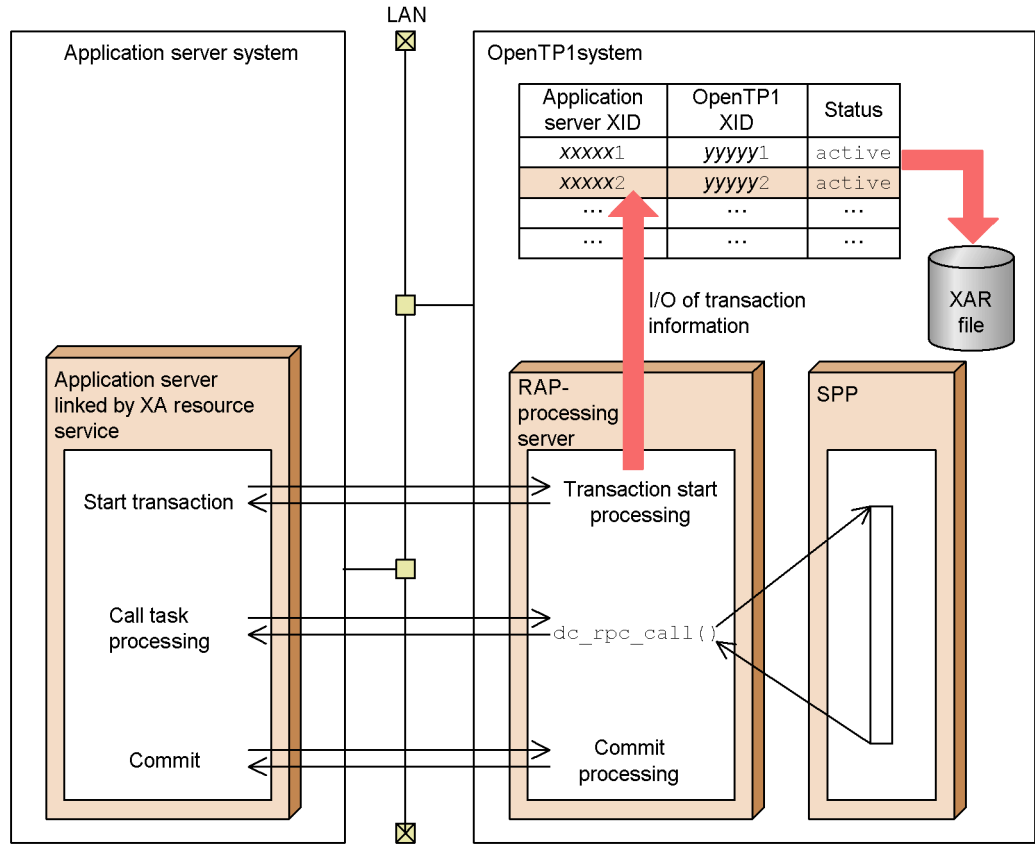 LAN
Application server system
OpenTP1system
Application
server XID
OpenTP1
XID
Status
xxxxx1
yyyyy1
active
xxxxx2
yyyyy2
active
...
...
...
...
...
...
I/O of transaction
information
XAR
file
Application server
linked by XA resource
service
RAP-
processing
server
SPP
Start transaction
Transaction start
processing
Call task
processing
dc_rpc_call()
Commit
Commit
processing